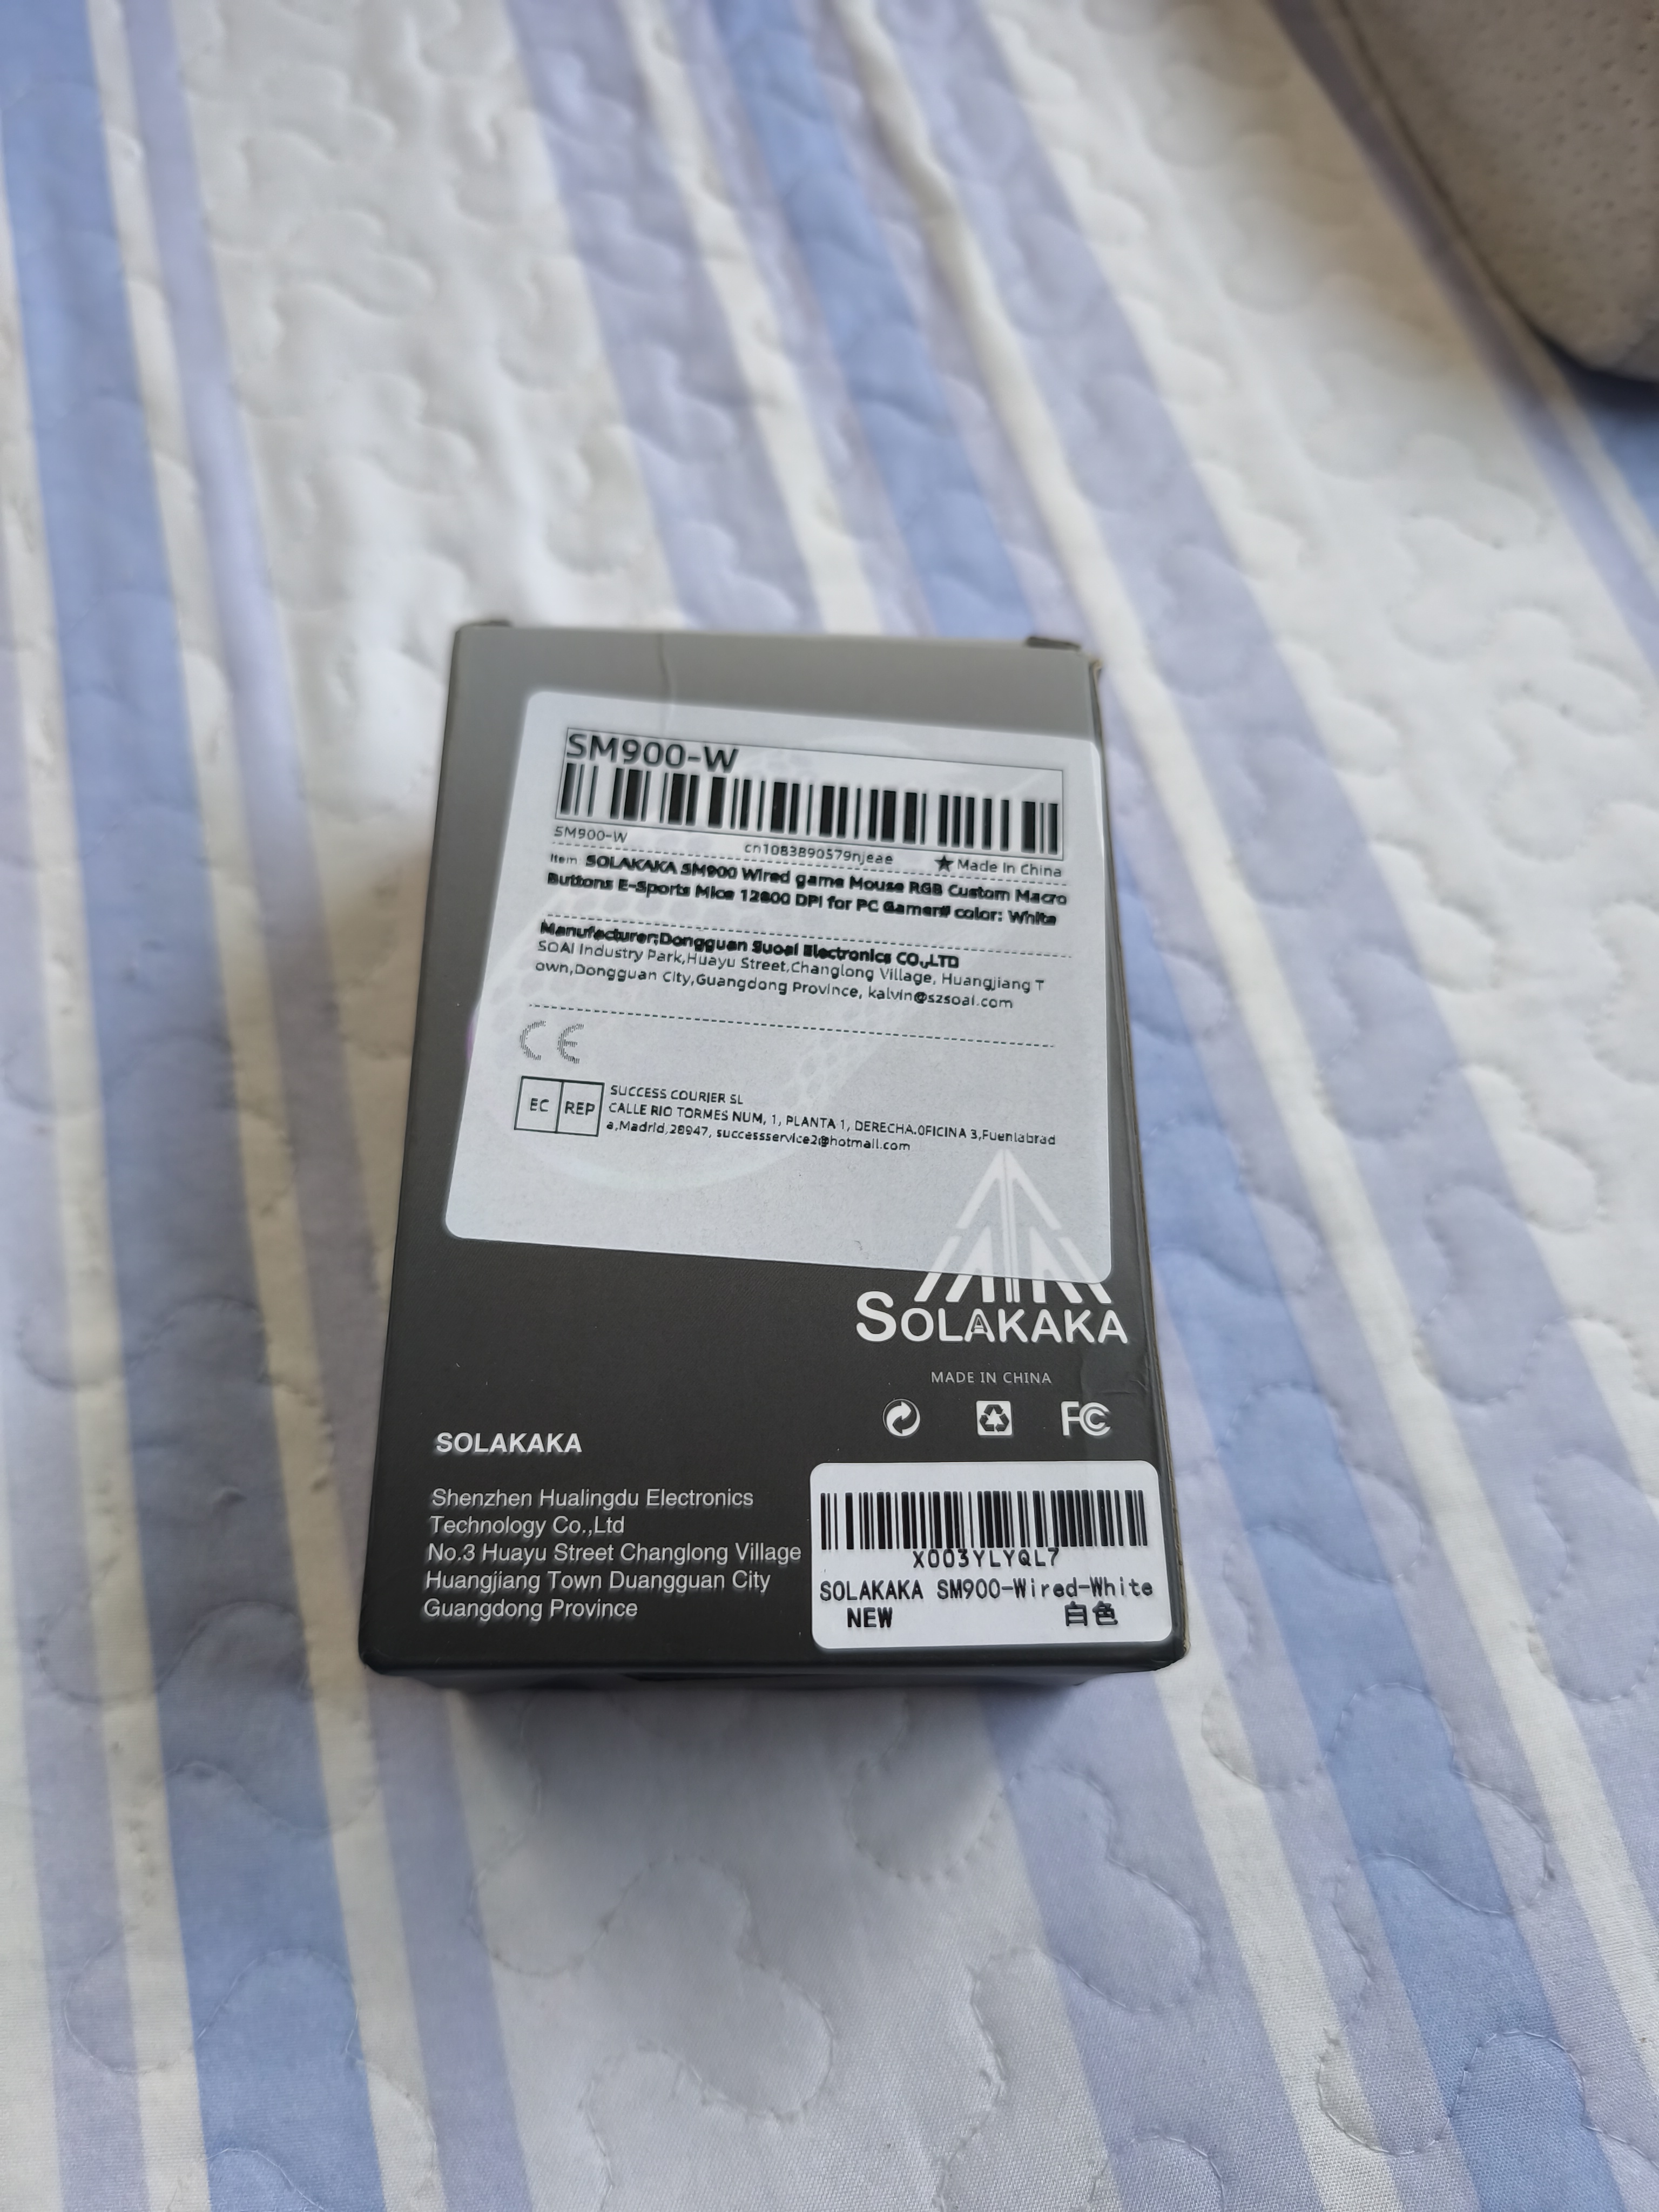 SM900-W
SM900-W
cn1083890579njeae
★ Made In China
Item SOLAKAKA SM900 Wired game Mouse RGB Custom Macro
Buttons E-Sports Mice 12800 DPI for PC Gamer# color: White
Manufacturer:Dongguan Suoai Electronics CO.,LTD
SOAI Industry Park,Huayu Street,Changlong Village, Huangjiang T
own,Dongguan City,Guangdong Province, kalvin@szsoai.com
CE
EC REP
SUCCESS COURIER SL
CALLE RIO TORMES NUM, 1, PLANTA 1, DERECHA.OFICINA 3,Fuenlabrad
a,Madrid,28947, successservice2@hotmail.com
SOLAKAKA
MADE IN CHINA
FC
SOLAKAKA
Shenzhen Hualingdu Electronics
Technology Co.,Ltd
No.3 Huayu Street Changlong Village
Huangjiang Town Duangguan City
Guangdong Province
X003YLYQL7
SOLAKAKA SM900-Wired-White
NEW 白色